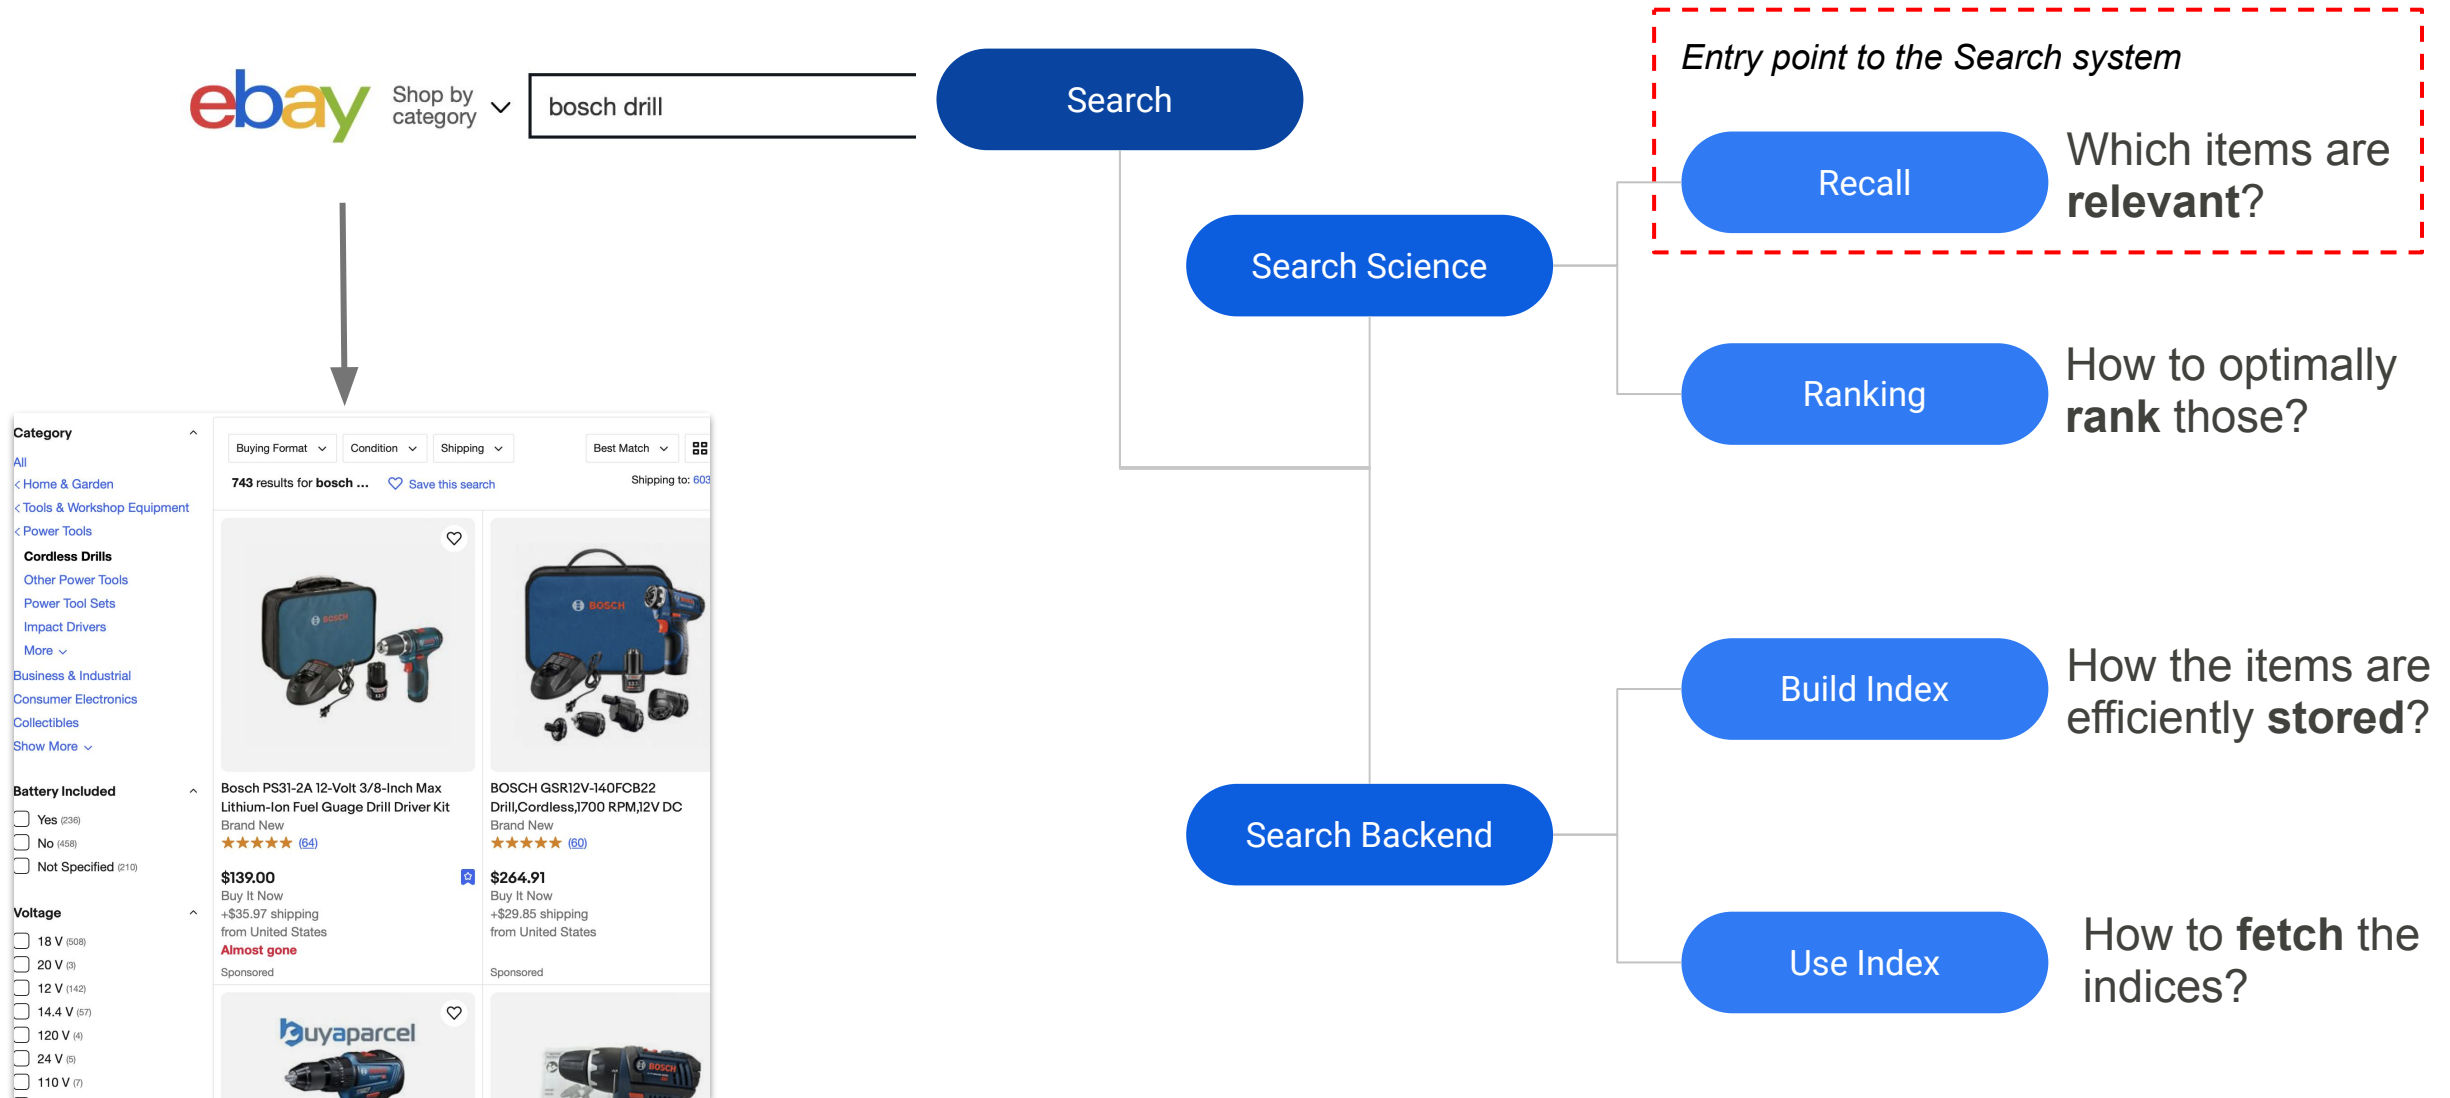 ebay
Shop by
category
bosch drill
Search
Entry point to the Search system
Recall
Which items are
relevant?
Search Science
Ranking
How to optimally
rank those?
Build Index
How the items are
efficiently stored?
Search Backend
Use Index
How to fetch the
indices?
Category
All
Home & Garden
Tools & Workshop Equipment
Power Tools
Cordless Drills
Other Power Tools
Power Tool Sets
Impact Drivers
More
Business & Industrial
Consumer Electronics
Collectibles
Show More
Battery Included
Yes (236)
No (458)
Not Specified (210)
Voltage
18 V (508)
20 V (3)
12 V (142)
14.4 V (57)
120 V (4)
24 V (5)
110 V (7)
Buying Format Condition Shipping Best Match
743 results for bosch ... Save this search Shipping to: 603
BOSCH
BOSCH
Bosch PS31-2A 12-Volt 3/8-Inch Max
Lithium-Ion Fuel Guage Drill Driver Kit
Brand New
(64)
$139.00
Buy It Now
+$35.97 shipping
from United States
Almost gone
Sponsored
BOSCH GSR12V-140FCB22
Drill,Cordless,1700 RPM,12V DC
Brand New
(60)
$264.91
Buy It Now
+$29.85 shipping
from United States
Sponsored
buyaparcel
BOSCH